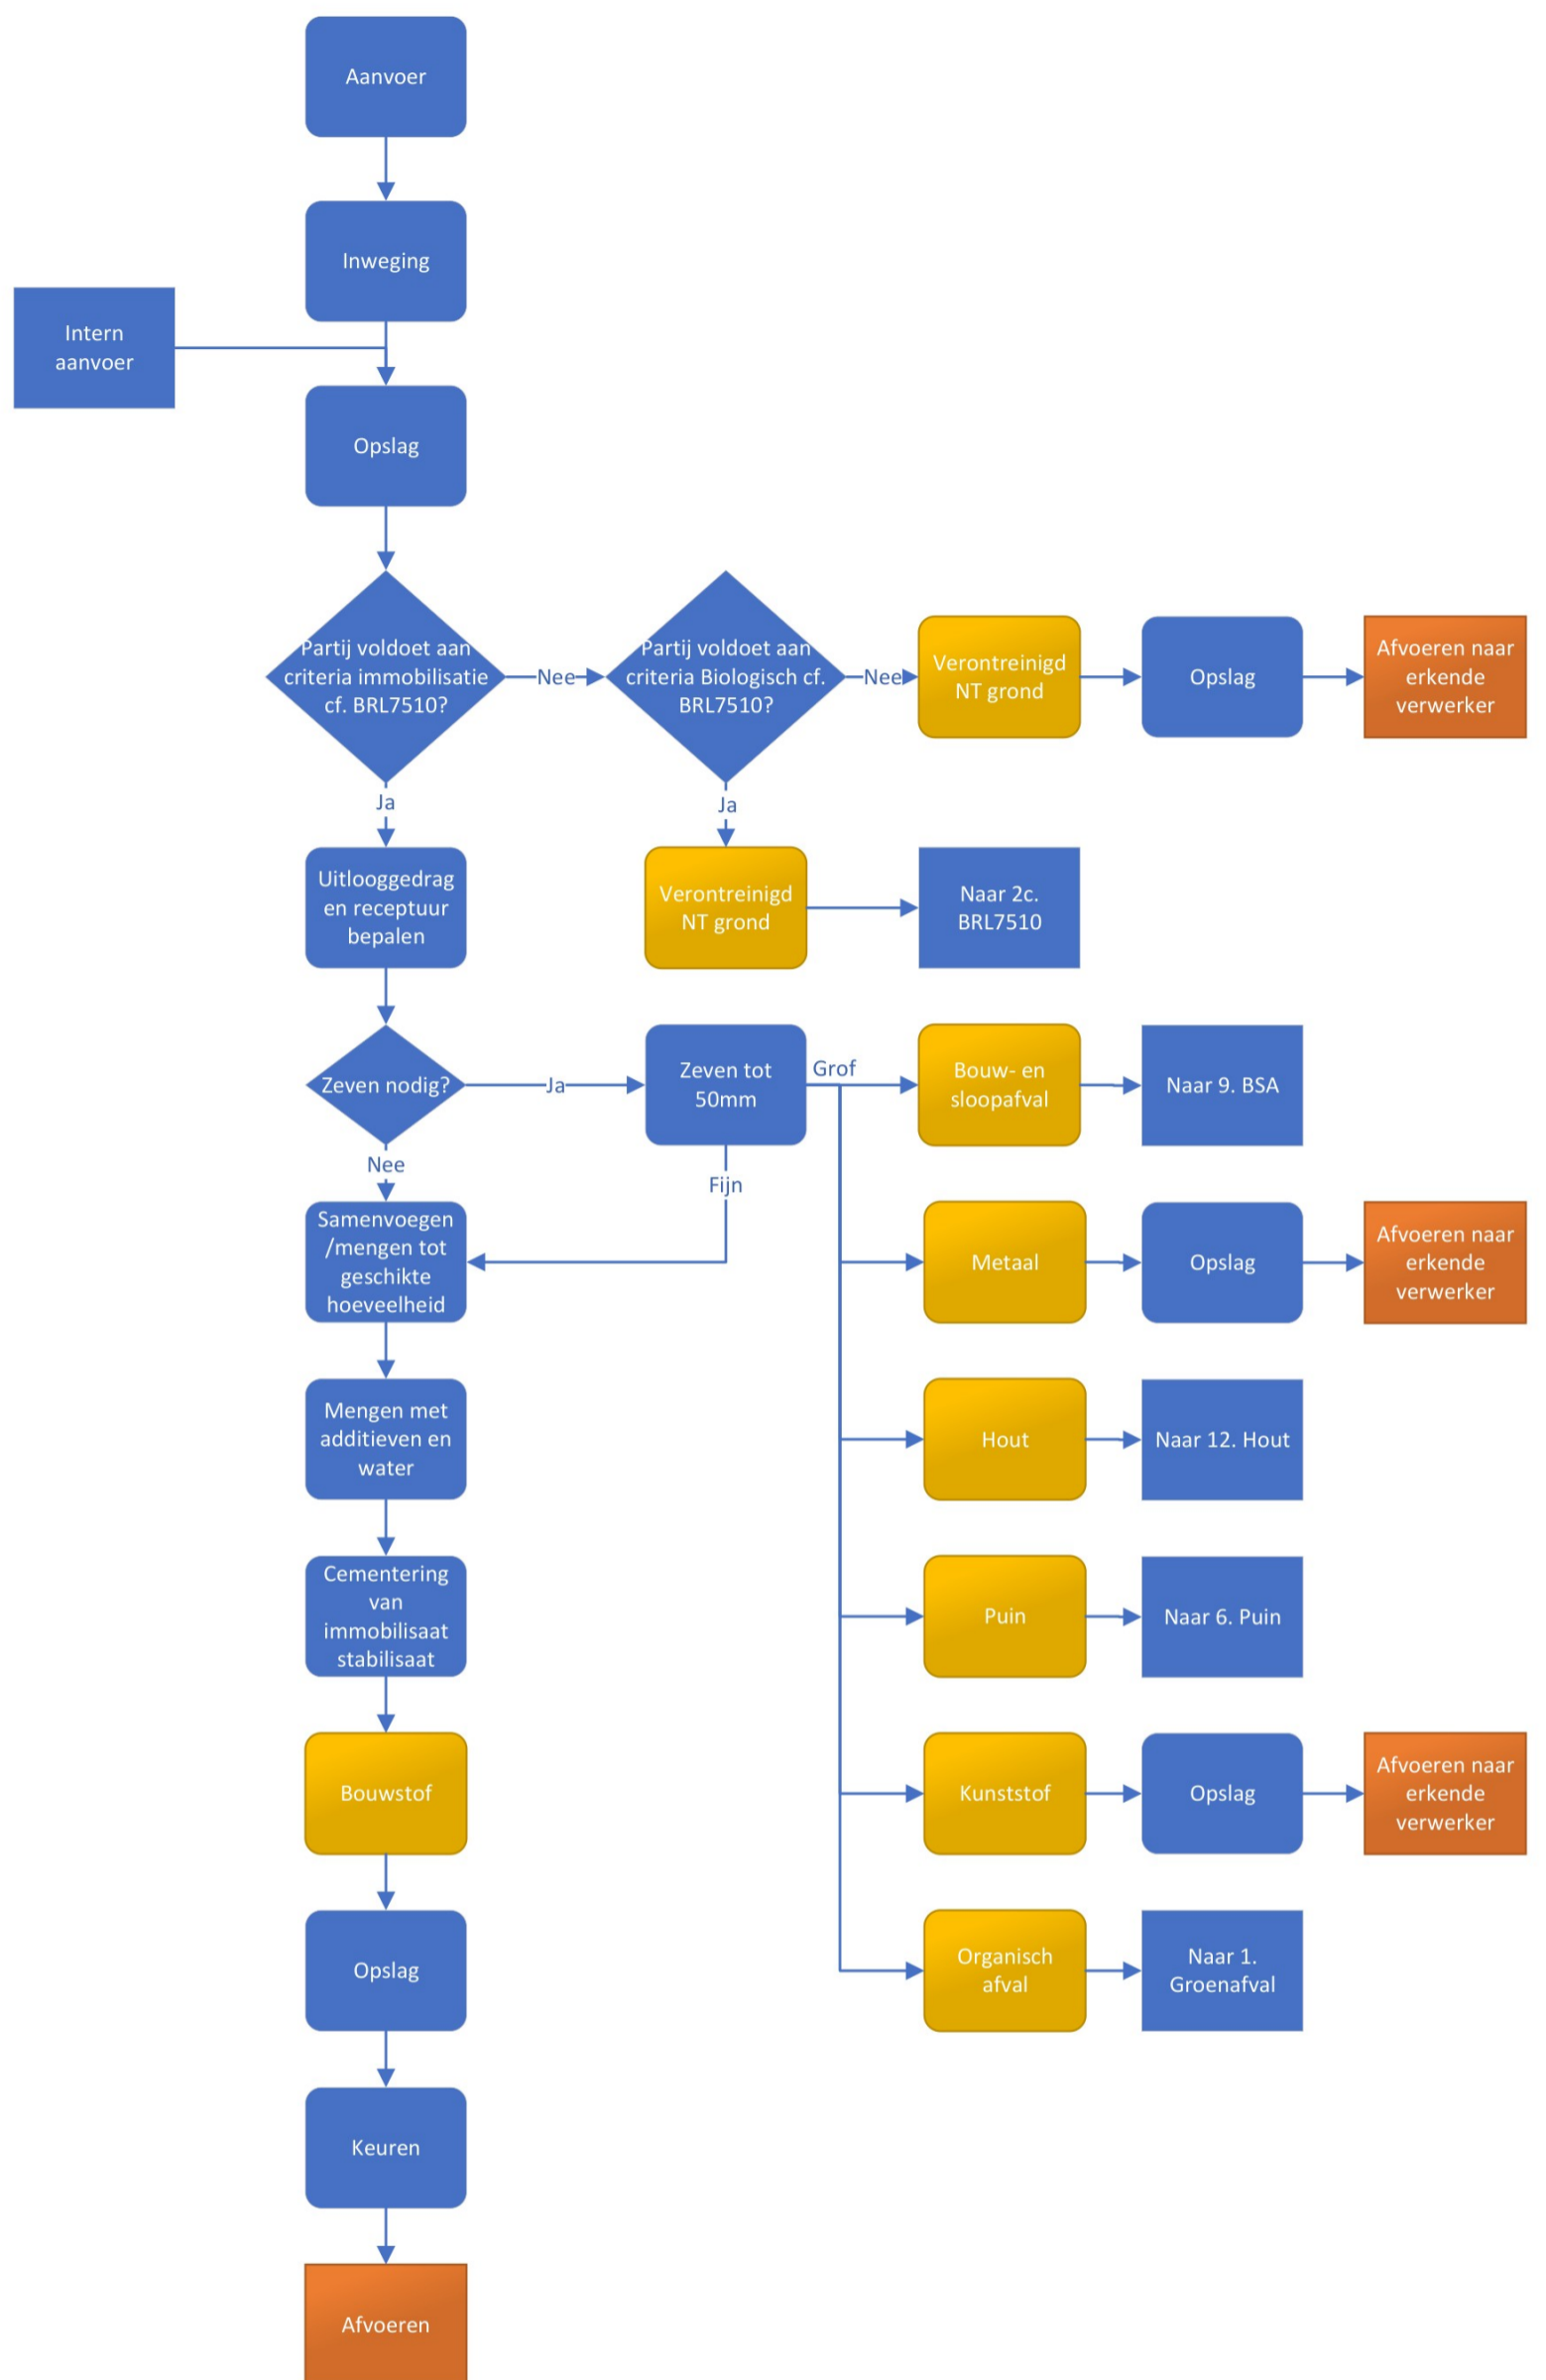 Aanvoer
Inweging
Intern
aanvoer
Opslag
Partij voldoet aan
criteria immobilisatie
cf. BRL7510?
Nee
Partij voldoet aan
criteria Biologisch cf.
BRL7510?
Nee
Verontreinigd
NT grond
Opslag
Afvoeren naar
erkende
verwerker
Ja
Ja
Uitlooggedrag
en receptuur
bepalen
Verontreinigd
NT grond
Naar 2c.
BRL7510
Zeven nodig?
Ja
Zeven tot
50mm
Grof
Bouw- en
sloopafval
Naar 9. BSA
Nee
Fijn
Samenvoegen
/mengen tot
geschikte
hoeveelheid
Metaal
Opslag
Afvoeren naar
erkende
verwerker
Mengen met
additieven en
water
Hout
Naar 12. Hout
Cementering
van
immobilisaat
stabilisaat
Puin
Naar 6. Puin
Bouwstof
Kunststof
Opslag
Afvoeren naar
erkende
verwerker
Opslag
Organisch
afval
Naar 1.
Groenafval
Keuren
Afvoeren